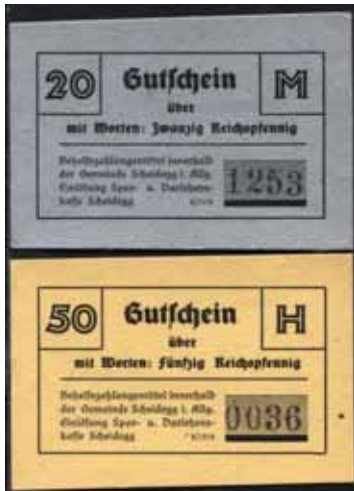 20 Gutschein M
über
mit Worten: Zwanzig Reichspfennig
Behelfszahlungsmittel innerhalb
der Gemeinde Scheidegg i. Allg.
Einlösung Spar- u. Darlehens-
kasse Scheidegg
1253
50 Gutschein H
über
mit Worten: Fünfzig Reichspfennig
Behelfszahlungsmittel innerhalb
der Gemeinde Scheidegg i. Allg.
Einlösung Spar- u. Darlehens-
kasse Scheidegg
0036